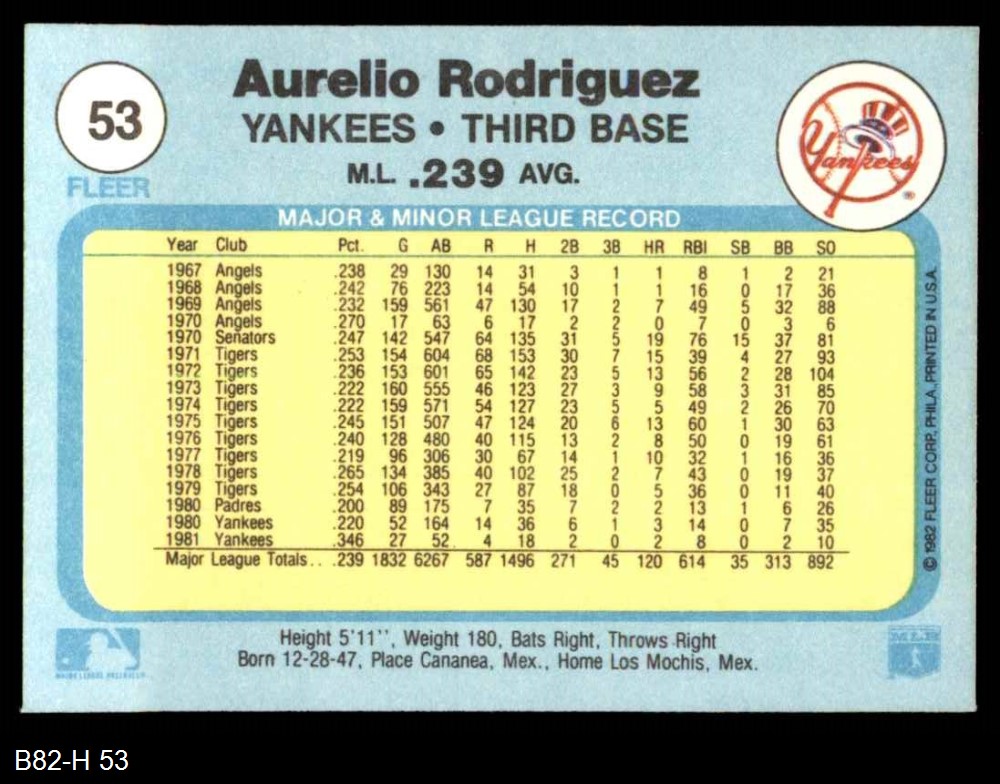 53
FLEER
Aurelio Rodriguez
YANKEES • THIRD BASE
M.L. .239 AVG.
Yankees
MAJOR & MINOR LEAGUE RECORD
Year Club Pct. G AB R H 2B 3B HR RBI SB BB SO
1967 Angels .238 29 130 14 31 3 1 1 8 1 2 21
1968 Angels .242 76 223 14 54 10 1 1 16 0 17 36
1969 Angels .232 159 561 47 130 17 2 7 49 5 32 88
1970 Angels .270 17 63 6 17 2 2 0 7 0 3 6
1970 Senators .247 142 547 64 135 31 5 19 76 15 37 81
1971 Tigers .253 154 604 68 153 30 7 15 39 4 27 93
1972 Tigers .236 153 601 65 142 23 5 13 56 2 28 104
1973 Tigers .222 160 555 46 123 27 3 9 58 3 31 85
1974 Tigers .222 159 571 54 127 23 5 5 49 2 26 70
1975 Tigers .245 151 507 47 124 20 6 13 60 1 30 63
1976 Tigers .240 128 480 40 115 13 2 8 50 0 19 61
1977 Tigers .219 96 306 30 67 14 1 10 32 1 16 36
1978 Tigers .265 134 385 40 102 25 2 7 43 0 19 37
1979 Tigers .254 106 343 27 87 18 0 5 36 0 11 40
1980 Padres .200 89 175 7 35 7 2 2 13 1 6 26
1980 Yankees .220 52 164 14 36 6 1 3 14 0 7 35
1981 Yankees .346 27 52 4 18 2 0 2 8 0 2 10
Major League Totals. . .239 1832 6267 587 1496 271 45 120 614 35 313 892
© 1982 FLEER CORP., PHILA., PRINTED IN U.S.A.
Height 5'11'', Weight 180, Bats Right, Throws Right
Born 12-28-47, Place Cananea, Mex., Home Los Mochis, Mex.
MAJOR LEAGUE BASEBALL
B82-H 53